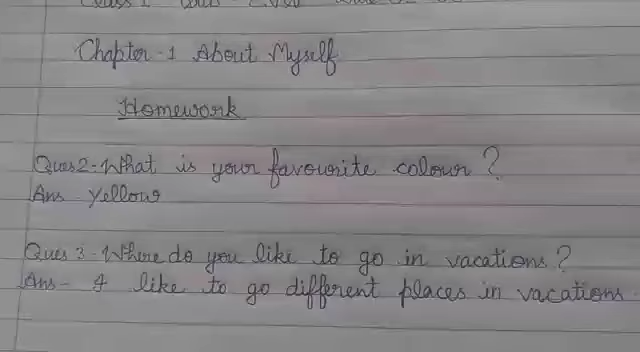 Chapter-1 About Myself
Homework
Ques2-What is your favourite colour?
Ans Yellow
Ques 3-Where do you like to go in vacations?
Ans- I like to go different places in vacations.